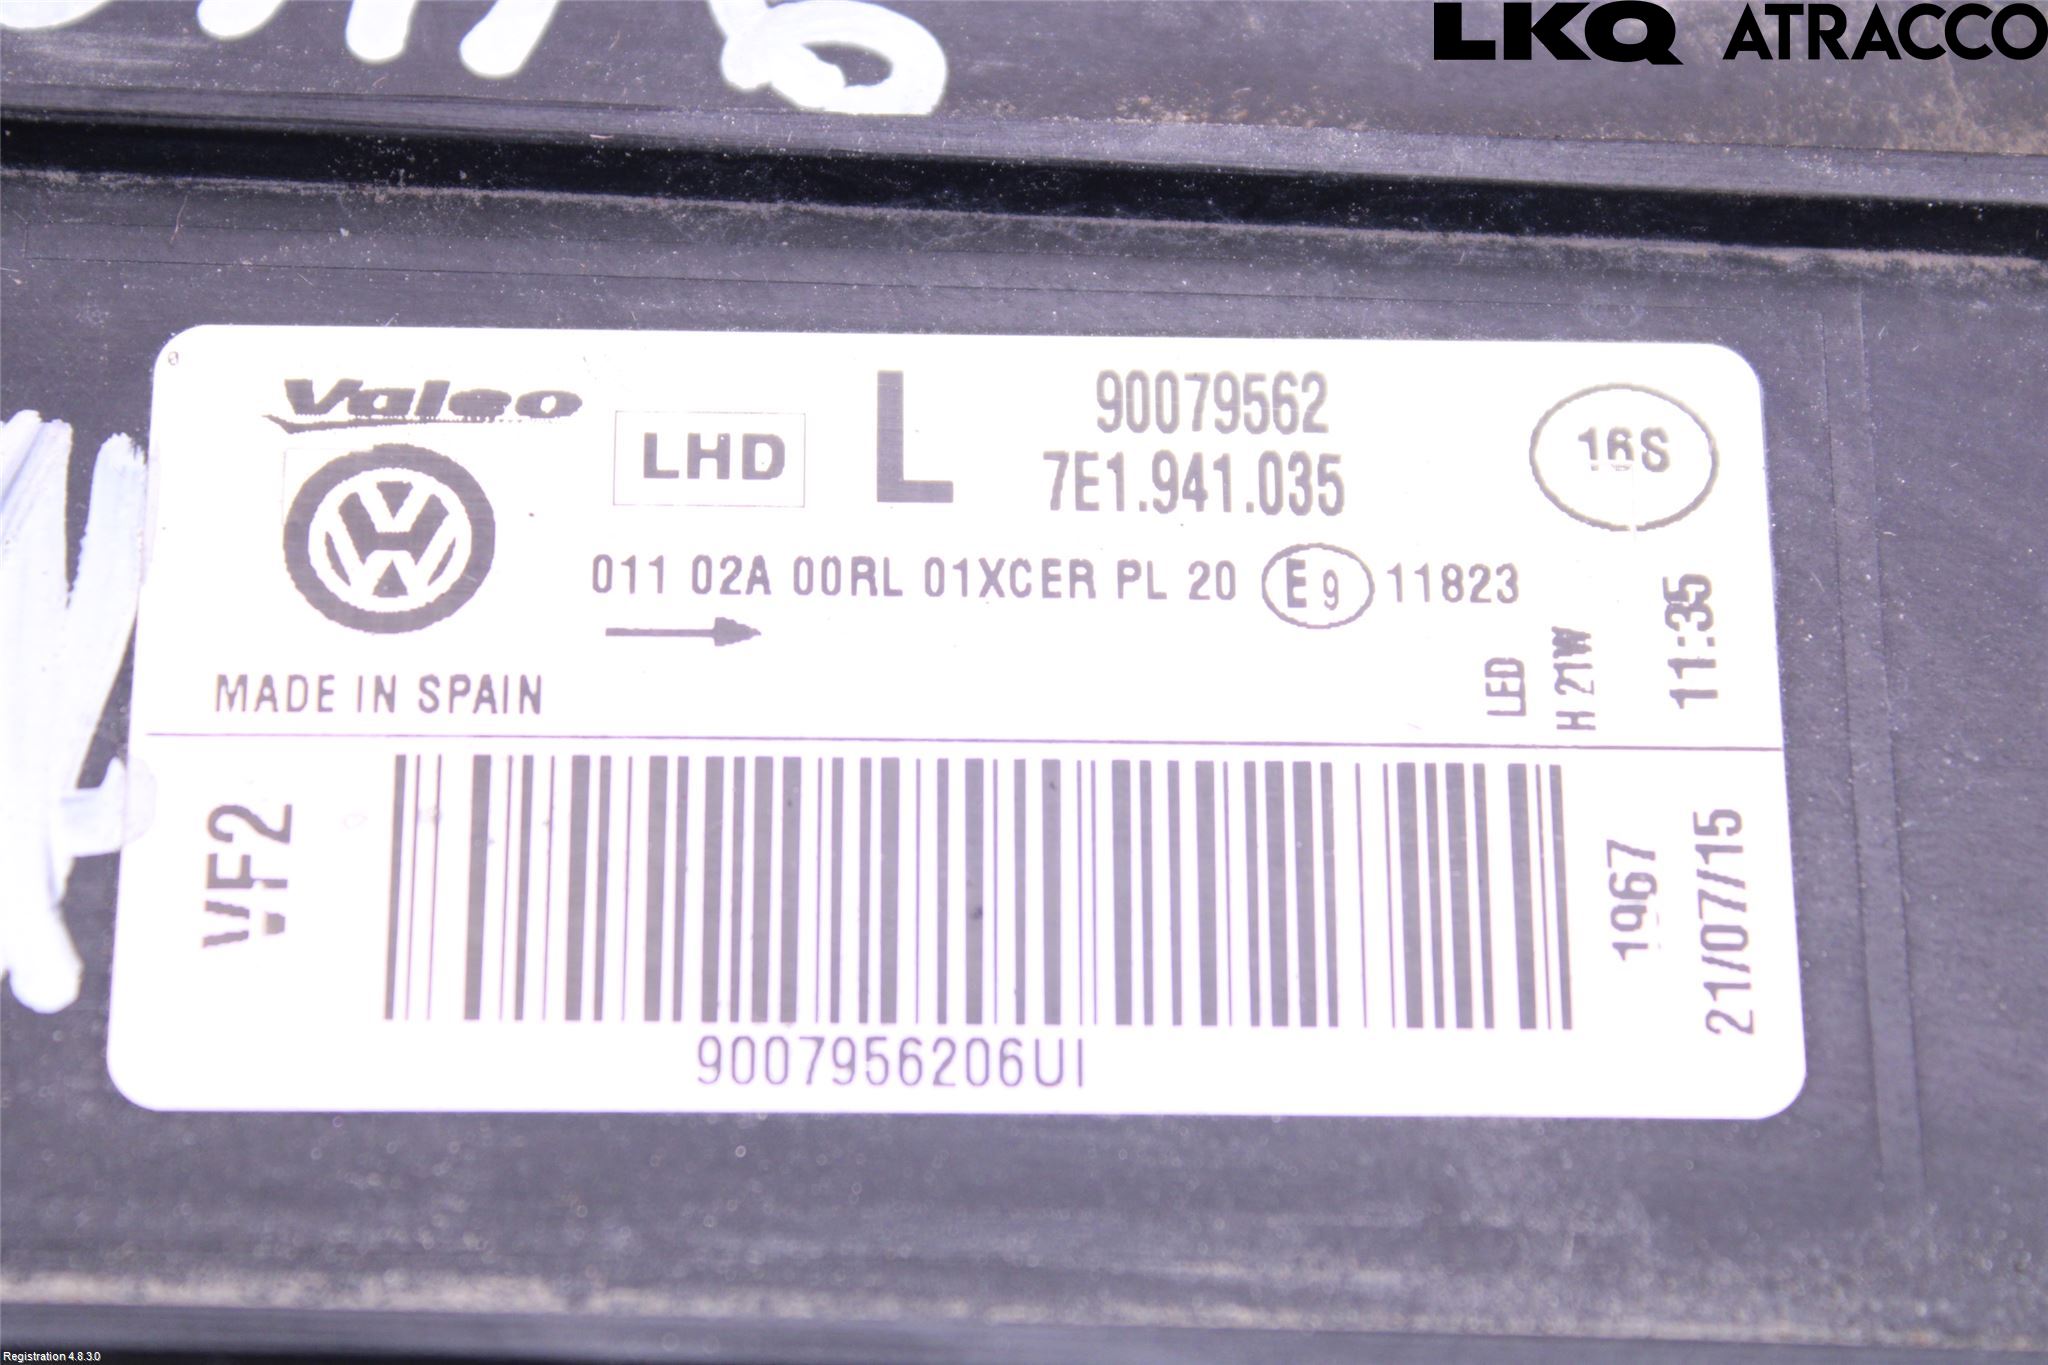 LKQ ATRACCO
Valeo
LHD
L
90079562
7E1.941.035
16S
011 02A 00RL 01XCER PL 20 E9 11823
MADE IN SPAIN
LED
H 21W
11:35
VF2
1967
21/07/15
9007956206UI
Registration 4.8.3.0